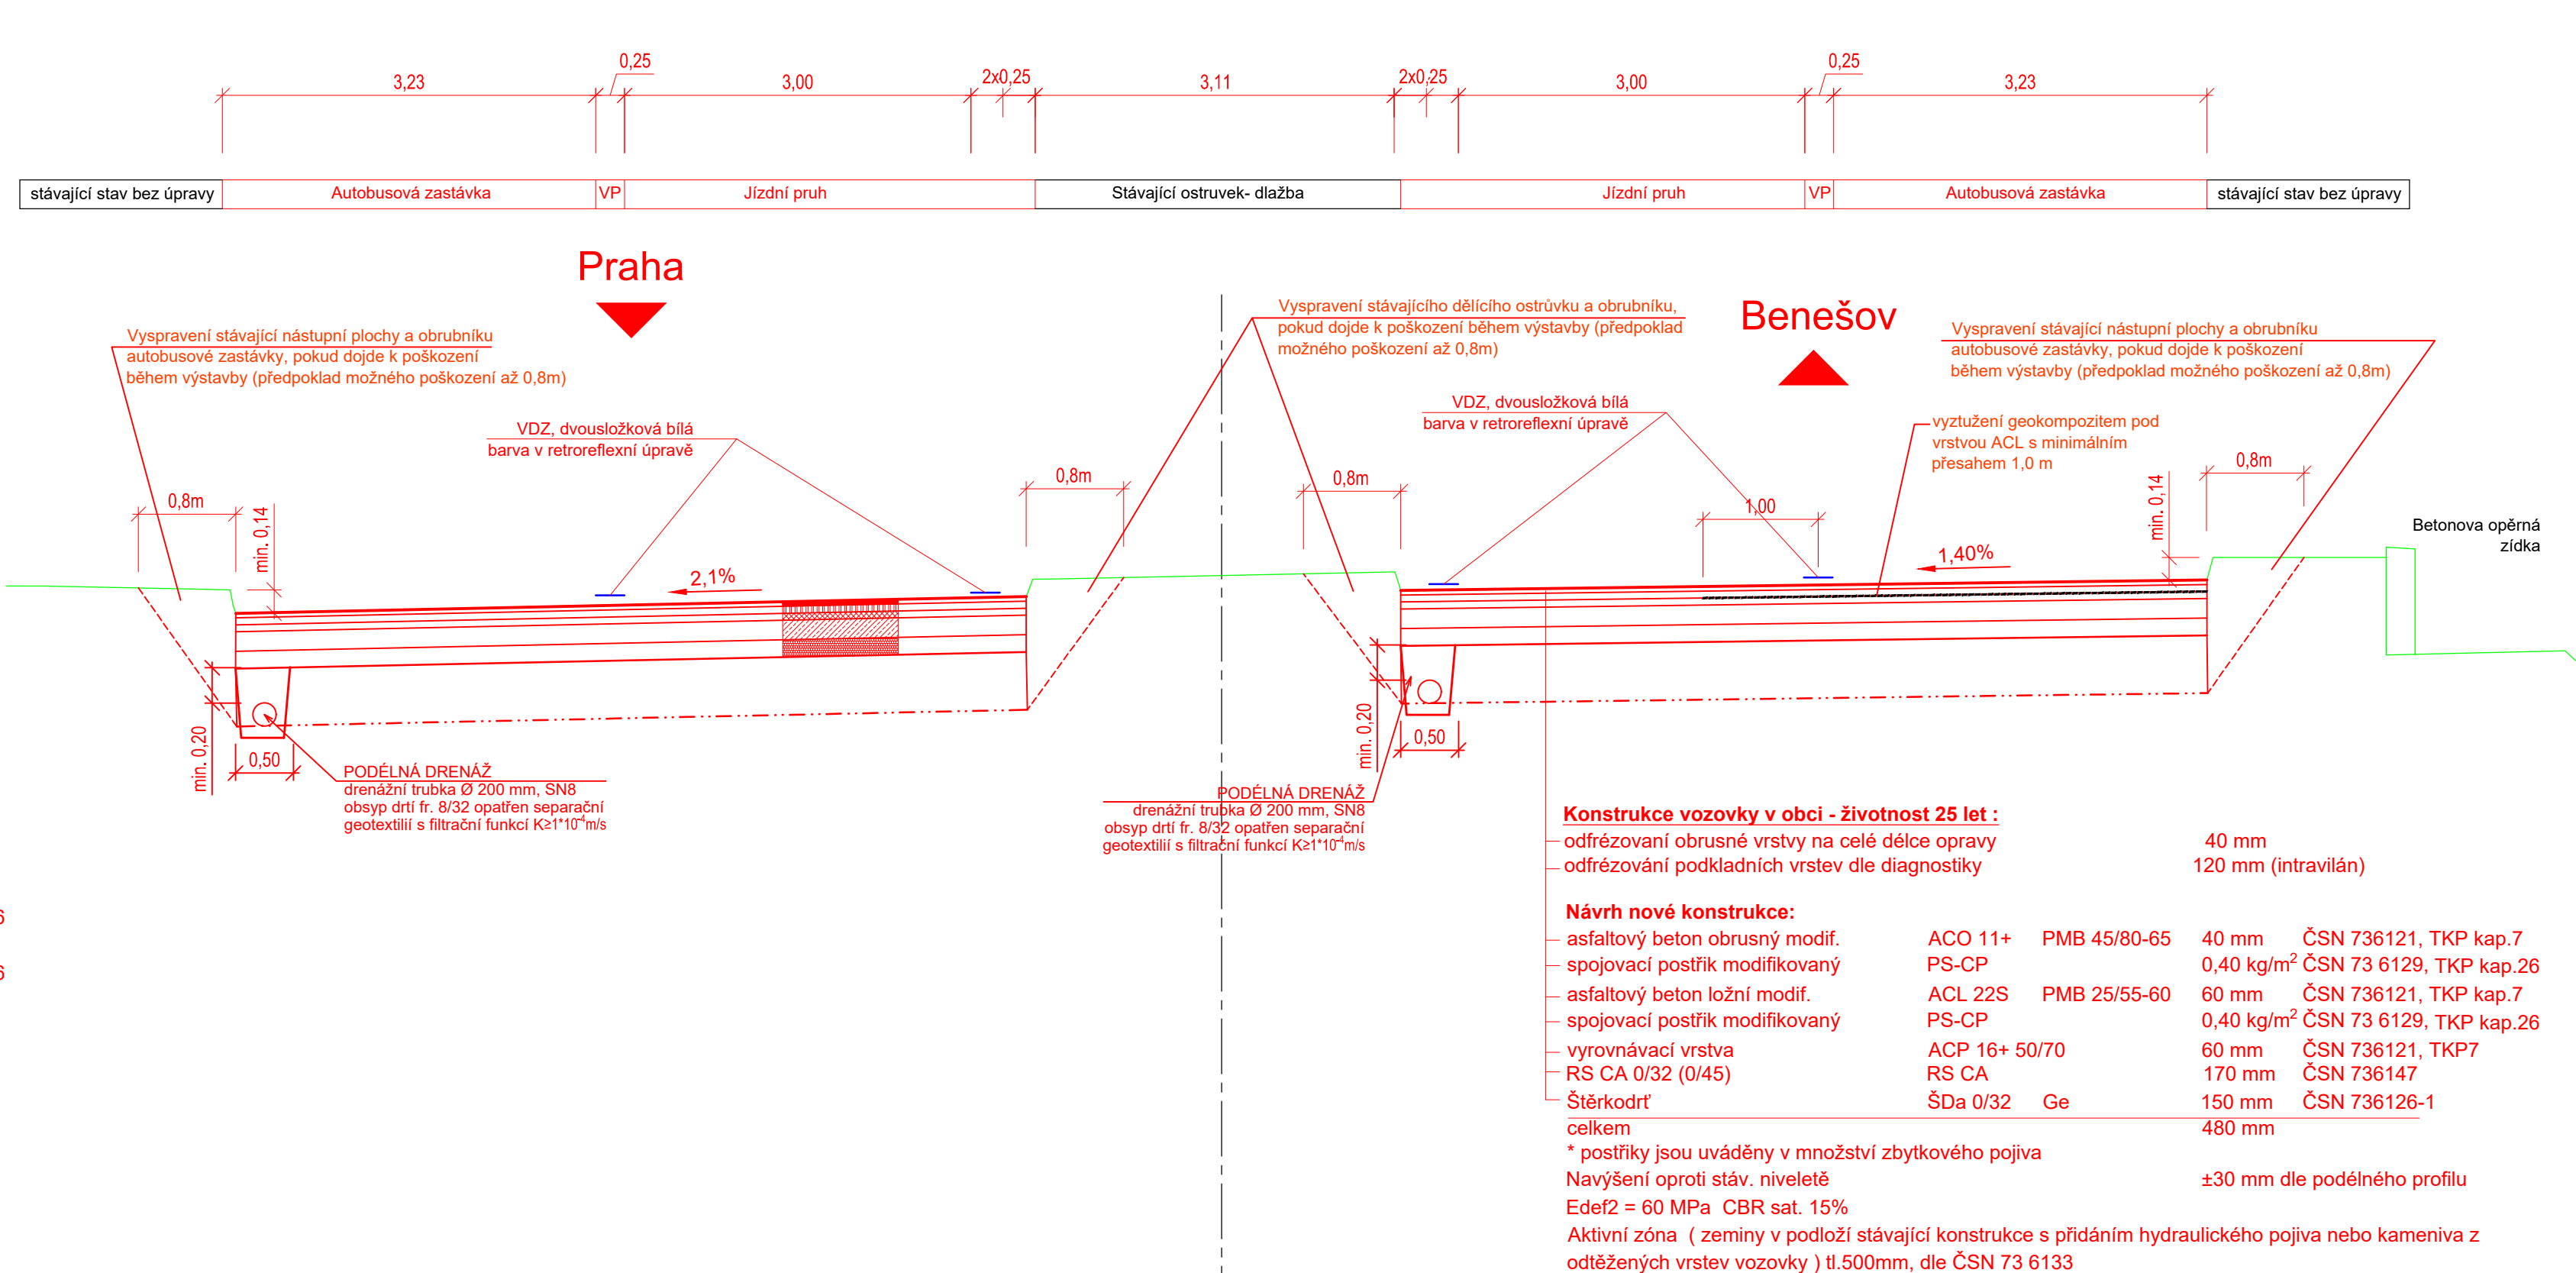 0,25 0,25
3,23 3,00 2x0,25 3,11 2x0,25 3,00 3,23
stávající stav bez úpravy Autobusová zastávka VP Jízdní pruh Stávající ostruvek- dlažba Jízdní pruh VP Autobusová zastávka stávající stav bez úpravy
Praha
Vyspravení stávající nástupní plochy a obrubníku
autobusové zastávky, pokud dojde k poškození
během výstavby (předpoklad možného poškození až 0,8m)
VDZ, dvousložková bílá
barva v retroreflexní úpravě
0,8m
min. 0,14
2,1%
0,8m
Vyspravení stávajícího dělícího ostrůvku a obrubníku,
pokud dojde k poškození během výstavby (předpoklad
možného poškození až 0,8m)
Benešov
Vyspravení stávající nástupní plochy a obrubníku
autobusové zastávky, pokud dojde k poškození
během výstavby (předpoklad možného poškození až 0,8m)
VDZ, dvousložková bílá
barva v retroreflexní úpravě
vyztužení geokompozitem pod
vrstvou ACL s minimálním
přesahem 1,0 m
0,8m
1,00
1,40%
min. 0,14
0,8m
Betonova opěrná
zídka
min. 0,20
0,50
PODÉLNÁ DRENÁŽ
drenážní trubka Ø 200 mm, SN8
obsyp drtí fr. 8/32 opatřen separační
geotextilií s filtrační funkcí K≥1*10⁻⁴m/s
min. 0,20
0,50
PODÉLNÁ DRENÁŽ
drenážní trubka Ø 200 mm, SN8
obsyp drtí fr. 8/32 opatřen separační
geotextilií s filtrační funkcí K≥1*10⁻⁴m/s
6
6
Konstrukce vozovky v obci - životnost 25 let :
odfrézovaní obrusné vrstvy na celé délce opravy 40 mm
odfrézování podkladních vrstev dle diagnostiky 120 mm (intravilán)
Návrh nové konstrukce:
asfaltový beton obrusný modif. ACO 11+ PMB 45/80-65 40 mm ČSN 736121, TKP kap.7
spojovací postřik modifikovaný PS-CP 0,40 kg/m² ČSN 73 6129, TKP kap.26
asfaltový beton ložní modif. ACL 22S PMB 25/55-60 60 mm ČSN 736121, TKP kap.7
spojovací postřik modifikovaný PS-CP 0,40 kg/m² ČSN 73 6129, TKP kap.26
vyrovnávací vrstva ACP 16+ 50/70 60 mm ČSN 736121, TKP7
RS CA 0/32 (0/45) RS CA 170 mm ČSN 736147
Štěrkodrť ŠDa 0/32 Ge 150 mm ČSN 736126-1
celkem 480 mm
* postřiky jsou uváděny v množství zbytkového pojiva
Navýšení oproti stáv. niveletě ±30 mm dle podélného profilu
Edef2 = 60 MPa CBR sat. 15%
Aktivní zóna ( zeminy v podloží stávající konstrukce s přidáním hydraulického pojiva nebo kameniva z
odtěžených vrstev vozovky ) tl.500mm, dle ČSN 73 6133